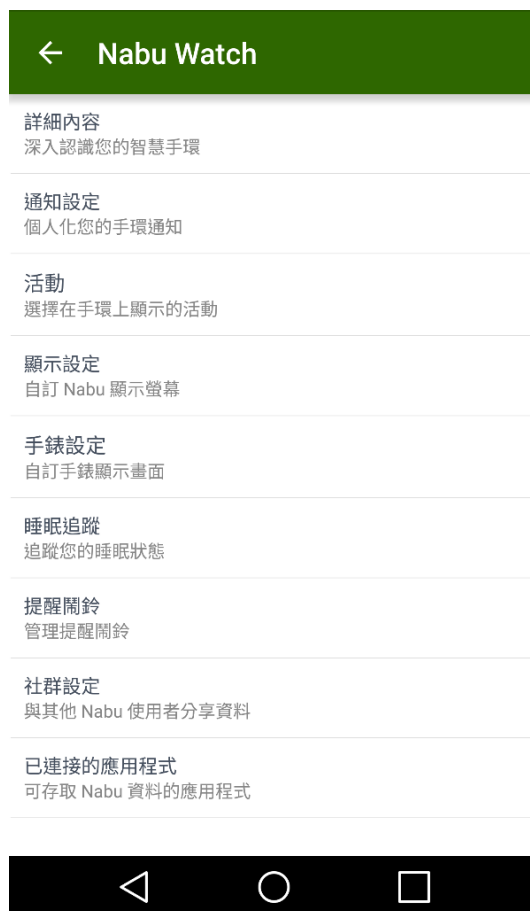 Nabu Watch
詳細內容
深入認識您的智慧手環
通知設定
個人化您的手環通知
活動
選擇在手環上顯示的活動
顯示設定
自訂 Nabu 顯示螢幕
手錶設定
自訂手錶顯示畫面
睡眠追蹤
追蹤您的睡眠狀態
提醒鬧鈴
管理提醒鬧鈴
社群設定
與其他 Nabu 使用者分享資料
已連接的應用程式
可存取 Nabu 資料的應用程式